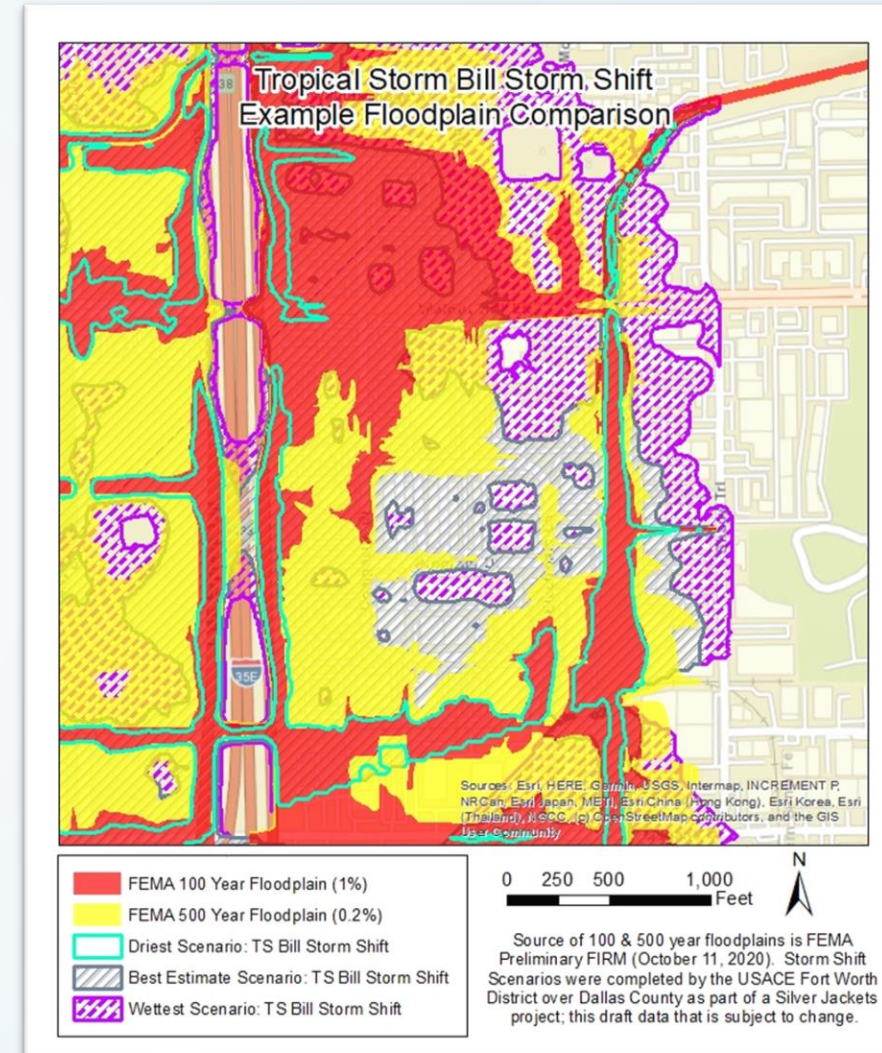 Tropical Storm Bill Storm Shift
Example Floodplain Comparison
38
35E
Trl
Sources: Esri, HERE, Garmin, USGS, Intermap, INCREMENT P,
NRCan, Esri Japan, METI, Esri China (Hong Kong), Esri Korea, Esri
(Thailand), NGCC, (c) OpenStreetMap contributors, and the GIS
User Community
FEMA 100 Year Floodplain (1%)
FEMA 500 Year Floodplain (0.2%)
Driest Scenario: TS Bill Storm Shift
Best Estimate Scenario: TS Bill Storm Shift
Wettest Scenario: TS Bill Storm Shift
0 250 500 1,000
Feet
N
Source of 100 & 500 year floodplains is FEMA
Preliminary FIRM (October 11, 2020). Storm Shift
Scenarios were completed by the USACE Fort Worth
District over Dallas County as part of a Silver Jackets
project; this draft data that is subject to change.